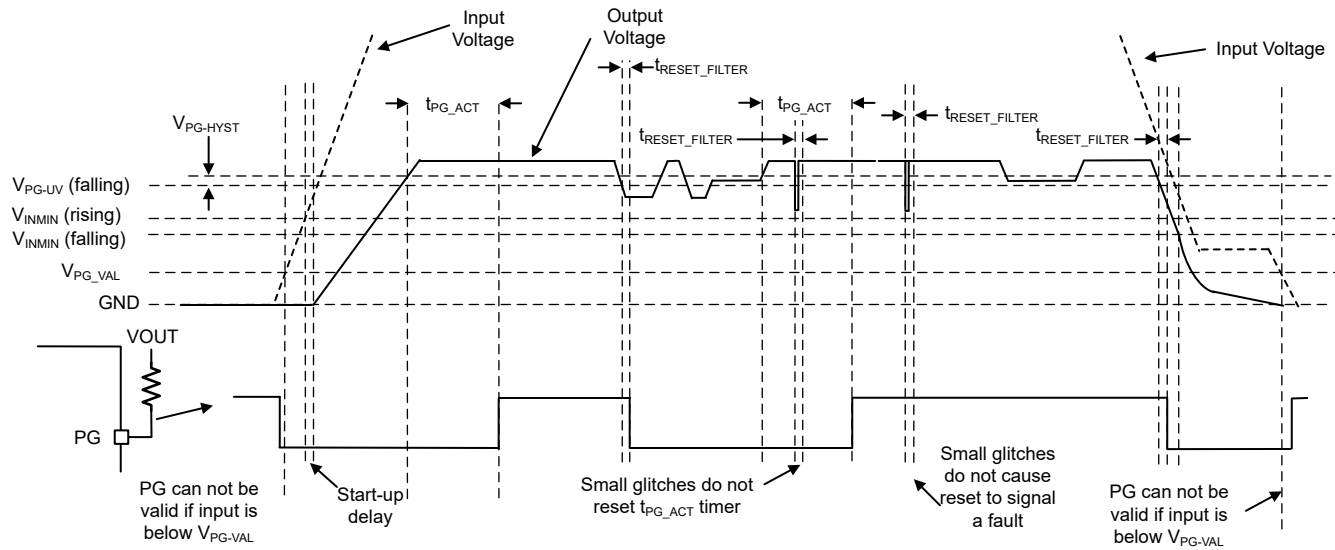 Input
Voltage
Output
Voltage
Input Voltage
tRESET_FILTER
tPG_ACT
tPG_ACT
VPG-HYST
tRESET_FILTER
tRESET_FILTER
tRESET_FILTER
VPG-UV (falling)
VINMIN (rising)
VINMIN (falling)
VPG_VAL
GND
VOUT
PG
PG can not be
valid if input is
below VPG-VAL
Start-up
delay
Small glitches do not
reset tPG_ACT timer
Small glitches
do not cause
reset to signal
a fault
PG can not be
valid if input is
below VPG-VAL